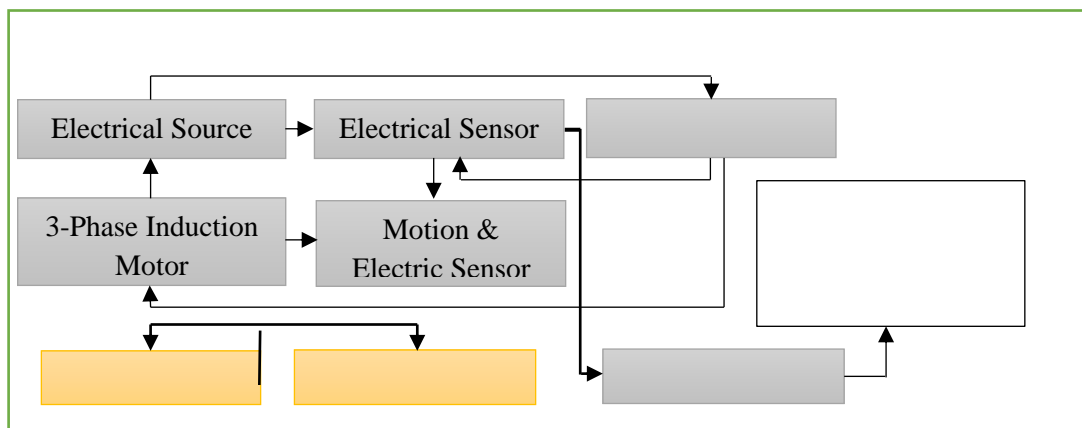 Electrical Source
Electrical Sensor
3-Phase Induction
Motor
Motion &
Electric Sensor